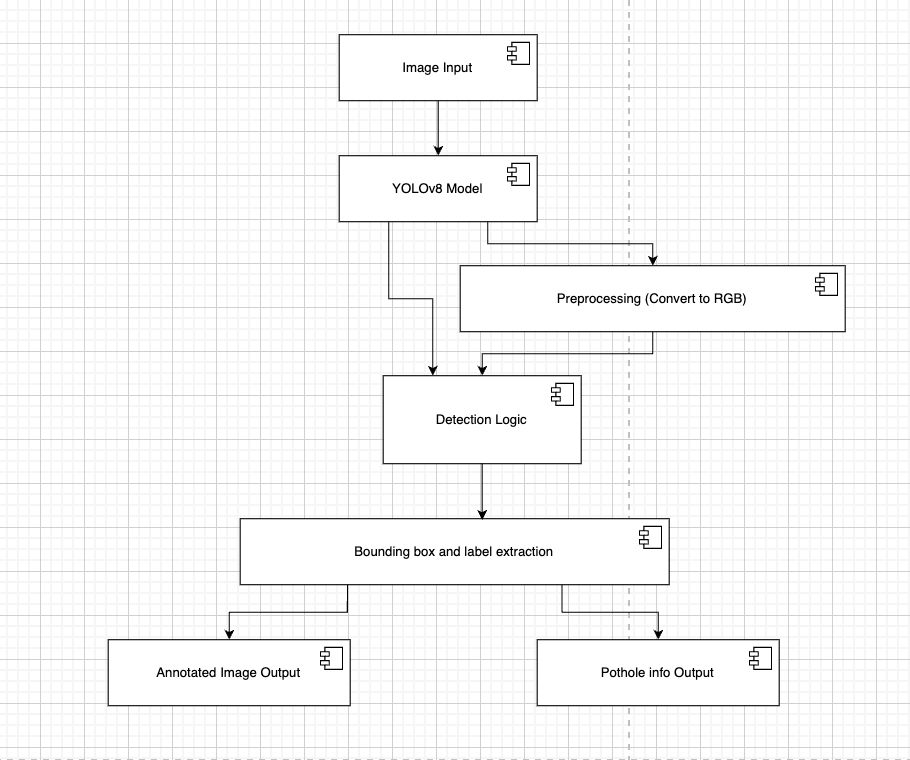 Image Input
YOLOv8 Model
Preprocessing (Convert to RGB)
Detection Logic
Bounding box and label extraction
Annotated Image Output
Pothole info Output